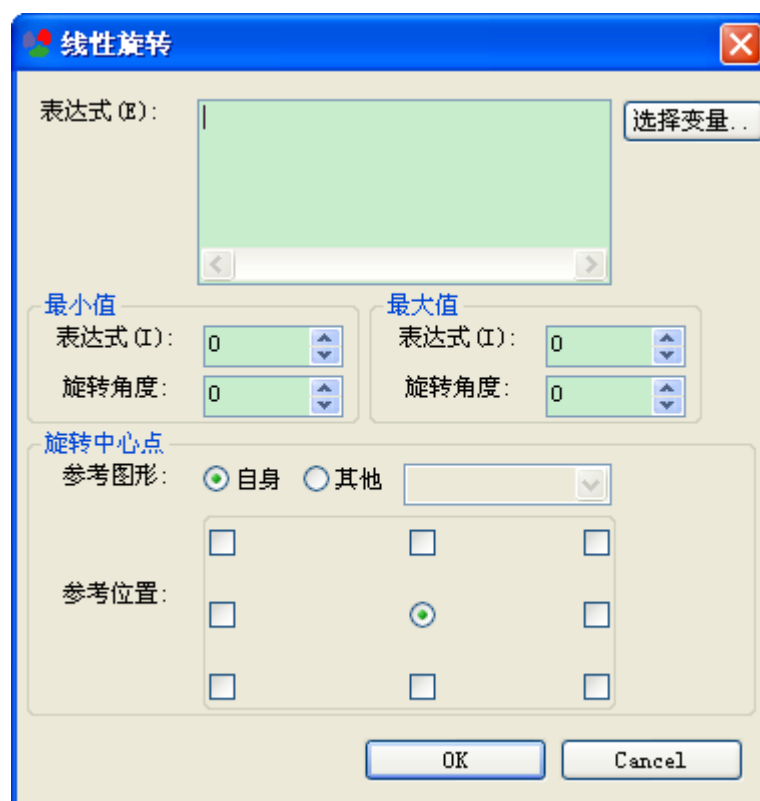 线性旋转
表达式(E):
选择变量..
最小值
最大值
表达式(I): 0
表达式(I): 0
旋转角度: 0
旋转角度: 0
旋转中心点
参考图形: 自身 其他
参考位置:
OK Cancel